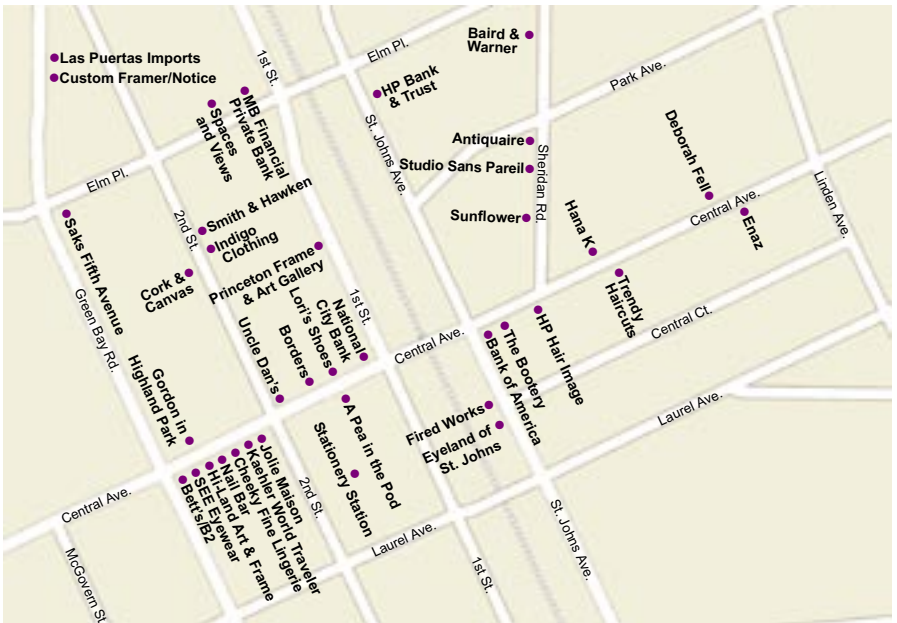 Las Puertas Imports
Custom Framer/Notice
1st St.
Elm Pl.
Baird &
Warner
HP Bank
& Trust
Park Ave.
MB Financial
Private Bank
Spaces
and Views
St. Johns Ave.
Antiquaire
Studio Sans Pareil
Sheridan Rd.
Sunflower
Deborah Fell
Central Ave.
Enaz
Linden Ave.
Elm Pl.
2nd St.
Smith & Hawken
Indigo
Clothing
Hana K
Saks Fifth Avenue
Green Bay Rd.
Cork &
Canvas
Princeton Frame
& Art Gallery
Trendy
Haircuts
1st St.
National
City Bank
Lori's Shoes
Borders
Uncle Dan's
Central Ave.
HP Hair Image
The Bootery
Bank of America
Central Ct.
Gordon in
Highland Park
A Pea in the Pod
Stationery Station
Fired Works
Eyeland of
St. Johns
Laurel Ave.
Jolie Maison
Kaehler World Traveler
Cheeky Fine Lingerie
Nail Bar
Hi-Land Art & Frame
SEE Eyewear
Bett's/B2
Central Ave.
2nd St.
Laurel Ave.
St. Johns Ave.
1st St.
McGovern St